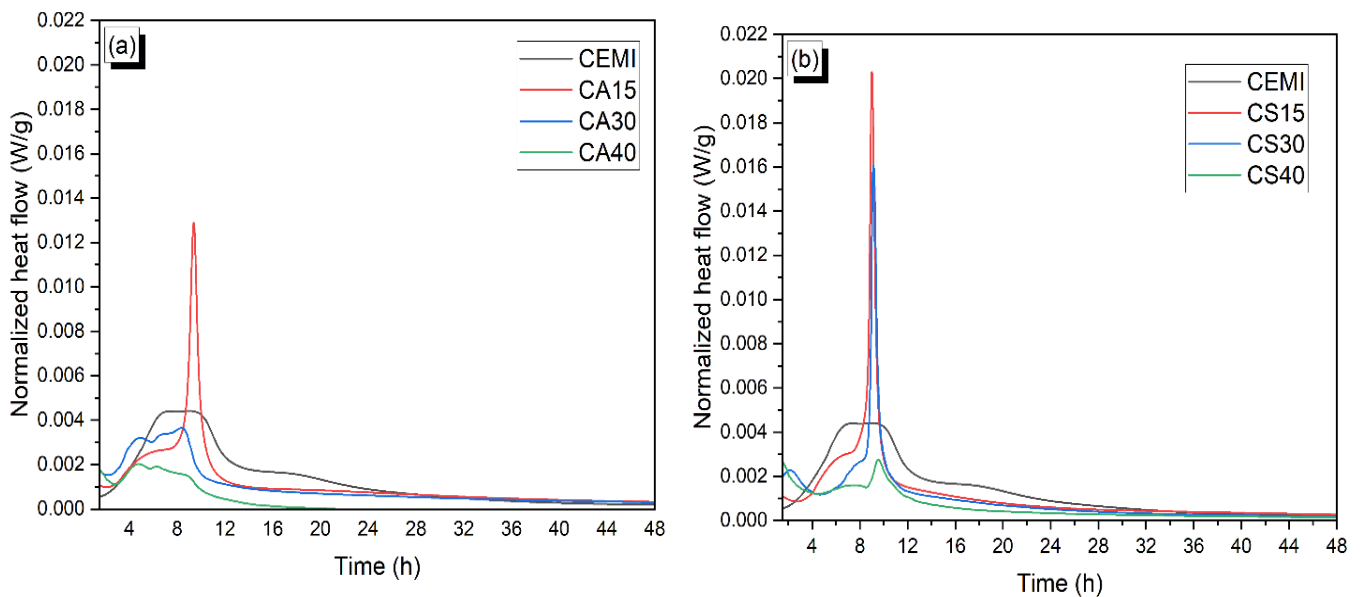 (a)
CEMI
CA15
CA30
CA40
Normalized heat flow (W/g)
0.022
0.020
0.018
0.016
0.014
0.012
0.010
0.008
0.006
0.004
0.002
0.000
4 8 12 16 20 24 28 32 36 40 44 48
Time (h)
(b)
CEMI
CS15
CS30
CS40
Normalized heat flow (W/g)
0.022
0.020
0.018
0.016
0.014
0.012
0.010
0.008
0.006
0.004
0.002
0.000
4 8 12 16 20 24 28 32 36 40 44 48
Time (h)